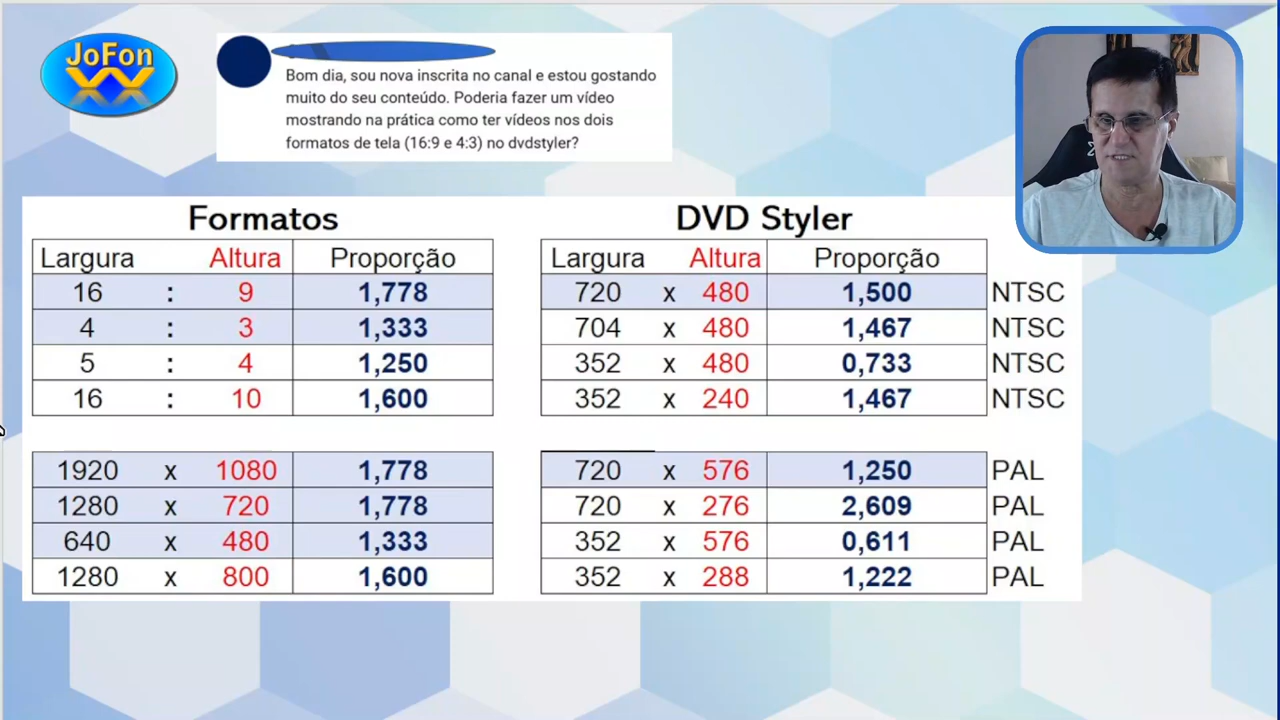 JoFon
Bom dia, sou nova inscrita no canal e estou gostando
muito do seu conteúdo. Poderia fazer um vídeo
mostrando na prática como ter vídeos nos dois
formatos de tela (16:9 e 4:3) no dvdstyler?
Formatos
Largura Altura Proporção
16 : 9 1,778
4 : 3 1,333
5 : 4 1,250
16 : 10 1,600
1920 x 1080 1,778
1280 x 720 1,778
640 x 480 1,333
1280 x 800 1,600
DVD Styler
Largura Altura Proporção
720 x 480 1,500 NTSC
704 x 480 1,467 NTSC
352 x 480 0,733 NTSC
352 x 240 1,467 NTSC
720 x 576 1,250 PAL
720 x 276 2,609 PAL
352 x 576 0,611 PAL
352 x 288 1,222 PAL